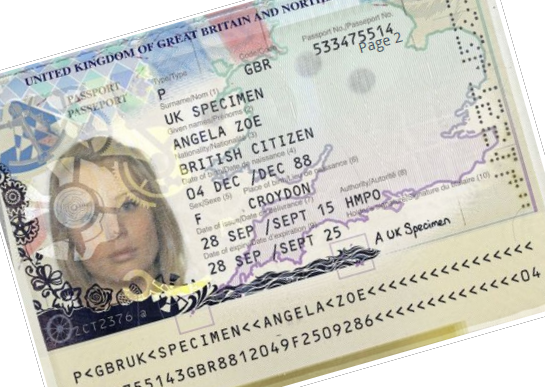 UNITED KINGDOM OF GREAT BRITAIN AND
PASSPORT
PASSEPORT
Type/Type
Code/Code
Passport No./Passeport No.
P
GBR
533475514
Page 2
Surname/Nom (1)
UK SPECIMEN
Given names/Prénoms (2)
ANGELA ZOE
Nationality/Nationalité (3)
BRITISH CITIZEN
Date of birth/Date de naissance (4)
04 DEC /DEC 88
Sex/Sexe (5) Place of birth/Lieu de naissance (6)
F CROYDON
Date of issue/Date de délivrance (7) Authority/Autorité (8)
28 SEP /SEPT 15 HMPO
Date of expiry/Date d'expiration (9) Holder's signature/Signature du titulaire (10)
28 SEP /SEPT 25
A UK Specimen
2CT2376
P<GBRUK<SPECIMEN<<ANGELA<ZOE<<<<<<<<<<<<<<<<
55143GBR8812049F2509286<<<<<<<<<<<<<<04